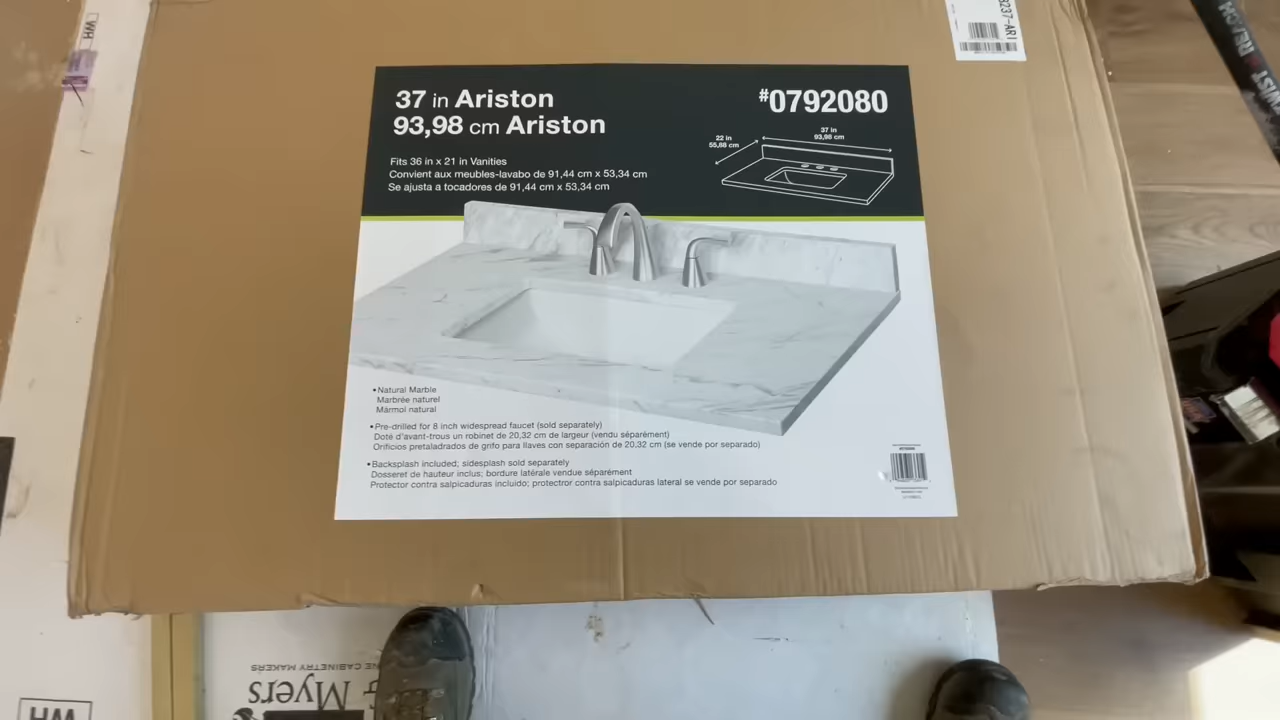 37 in Ariston
93,98 cm Ariston
#0792080
Fits 36 in x 21 in Vanities
Convient aux meubles-lavabo de 91,44 cm x 53,34 cm
Se ajusta a tocadores de 91,44 cm x 53,34 cm
22 in
55,88 cm
37 in
93,98 cm
•Natural Marble
Marbrée naturel
Mármol natural
•Pre-drilled for 8 inch widespread faucet (sold separately)
Doté d'avant-trous un robinet de 20,32 cm de largeur (vendu séparément)
Orificios pretaladrados de grifo para llaves con separación de 20,32 cm (se vende por separado)
•Backsplash included; sidesplash sold separately
Dosseret de hauteur inclus; bordure latérale vendue séparément
Protector contra salpicaduras incluido; protectror contra salpicaduras lateral se vende por separado
237-AR1
REACH
WH
NE CABINETRY MAKERS
Myers